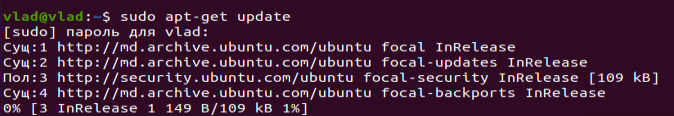 vlad@vlad:~$ sudo apt-get update
[sudo] пароль для vlad:
Сущ:1 http://md.archive.ubuntu.com/ubuntu focal InRelease
Сущ:2 http://md.archive.ubuntu.com/ubuntu focal-updates InRelease
Пол:3 http://security.ubuntu.com/ubuntu focal-security InRelease [109 kB]
Сущ:4 http://md.archive.ubuntu.com/ubuntu focal-backports InRelease
0% [3 InRelease 1 149 B/109 kB 1%]